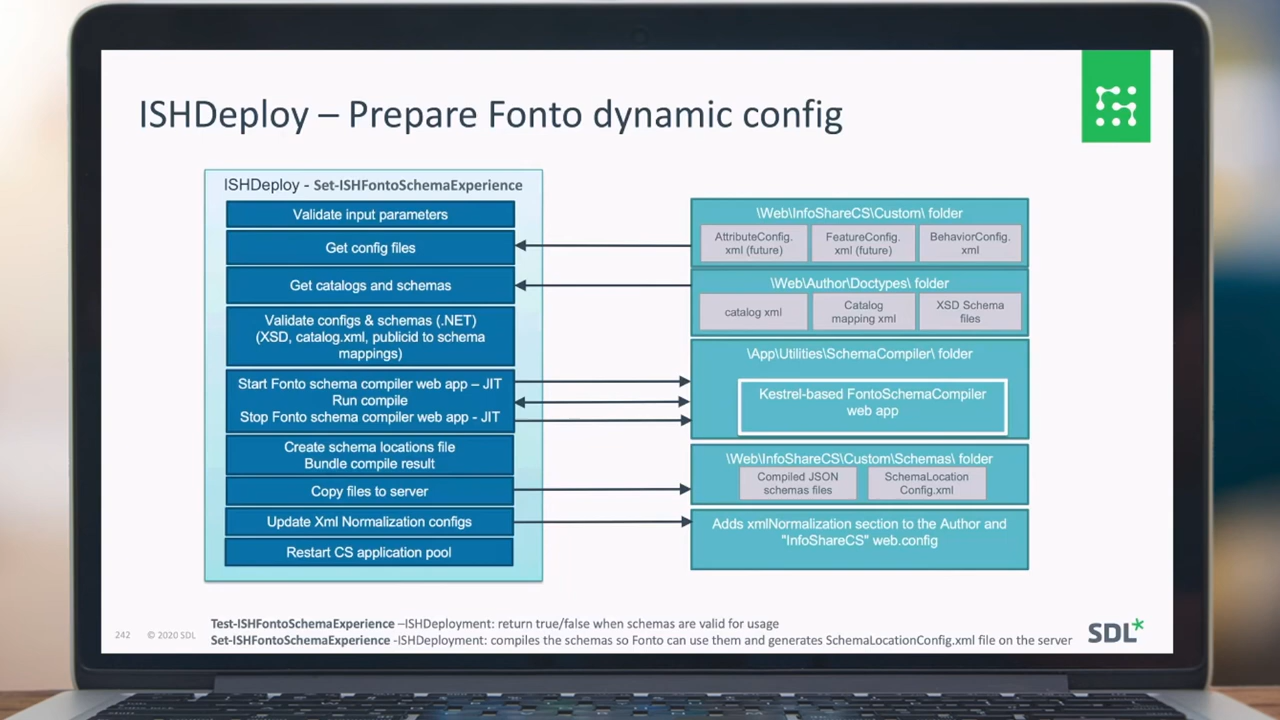 ISHDeploy – Prepare Fonto dynamic config
ISHDeploy - Set-ISHFontoSchemaExperience
Validate input parameters
Get config files
Get catalogs and schemas
Validate configs & schemas (.NET)
(XSD, catalog.xml, publicid to schema
mappings)
Start Fonto schema compiler web app – JIT
Run compile
Stop Fonto schema compiler web app - JIT
Create schema locations file
Bundle compile result
Copy files to server
Update Xml Normalization configs
Restart CS application pool
\Web\InfoShareCS\Custom\ folder
AttributeConfig.
xml (future)
FeatureConfig.
xml (future)
BehaviorConfig.
xml
\Web\Author\Doctypes\ folder
catalog xml
Catalog
mapping xml
XSD Schema
files
\App\Utilities\SchemaCompiler\ folder
Kestrel-based FontoSchemaCompiler
web app
\Web\InfoShareCS\Custom\Schemas\ folder
Compiled JSON
schemas files
SchemaLocation
Config.xml
Adds xmlNormalization section to the Author and
"InfoShareCS" web.config
Test-ISHFontoSchemaExperience –ISHDeployment: return true/false when schemas are valid for usage
Set-ISHFontoSchemaExperience -ISHDeployment: compiles the schemas so Fonto can use them and generates SchemaLocationConfig.xml file on the server
242 © 2020 SDL
SDL*